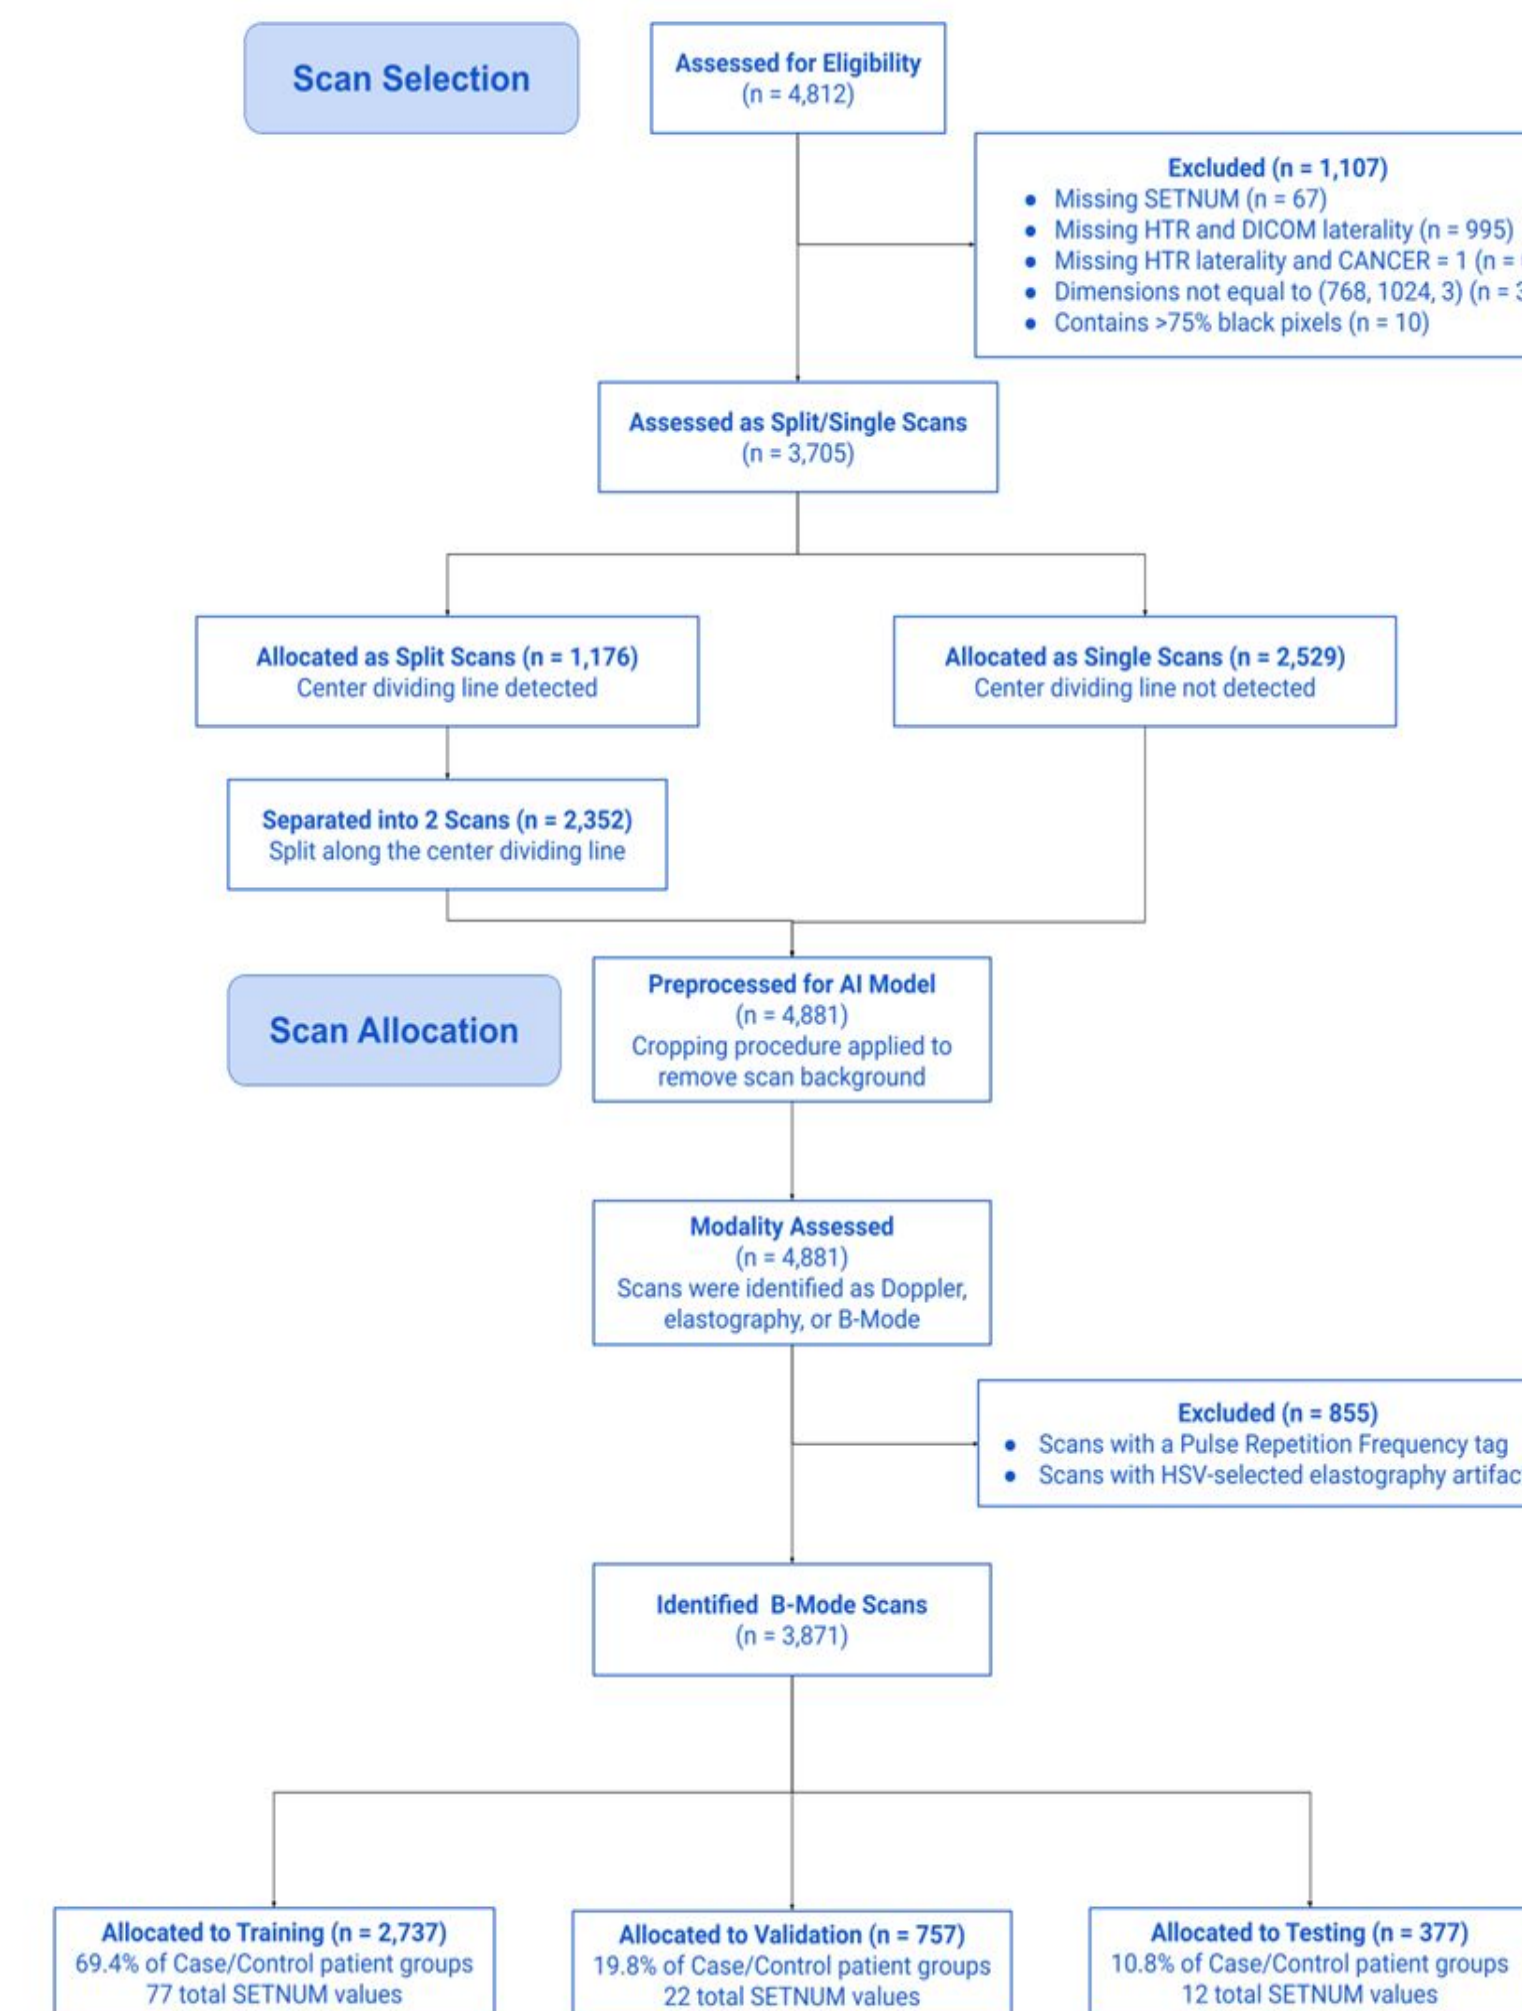 Scan Selection
Assessed for Eligibility
(n = 4,812)
Excluded (n = 1,107)
● Missing SETNUM (n = 67)
● Missing HTR and DICOM laterality (n = 995)
● Missing HTR laterality and CANCER = 1 (n =
● Dimensions not equal to (768, 1024, 3) (n =
● Contains >75% black pixels (n = 10)
Assessed as Split/Single Scans
(n = 3,705)
Allocated as Split Scans (n = 1,176)
Center dividing line detected
Allocated as Single Scans (n = 2,529)
Center dividing line not detected
Separated into 2 Scans (n = 2,352)
Split along the center dividing line
Scan Allocation
Preprocessed for AI Model
(n = 4,881)
Cropping procedure applied to
remove scan background
Modality Assessed
(n = 4,881)
Scans were identified as Doppler,
elastography, or B-Mode
Excluded (n = 855)
● Scans with a Pulse Repetition Frequency tag
● Scans with HSV-selected elastography artifac
Identified B-Mode Scans
(n = 3,871)
Allocated to Training (n = 2,737)
69.4% of Case/Control patient groups
77 total SETNUM values
Allocated to Validation (n = 757)
19.8% of Case/Control patient groups
22 total SETNUM values
Allocated to Testing (n = 377)
10.8% of Case/Control patient groups
12 total SETNUM values